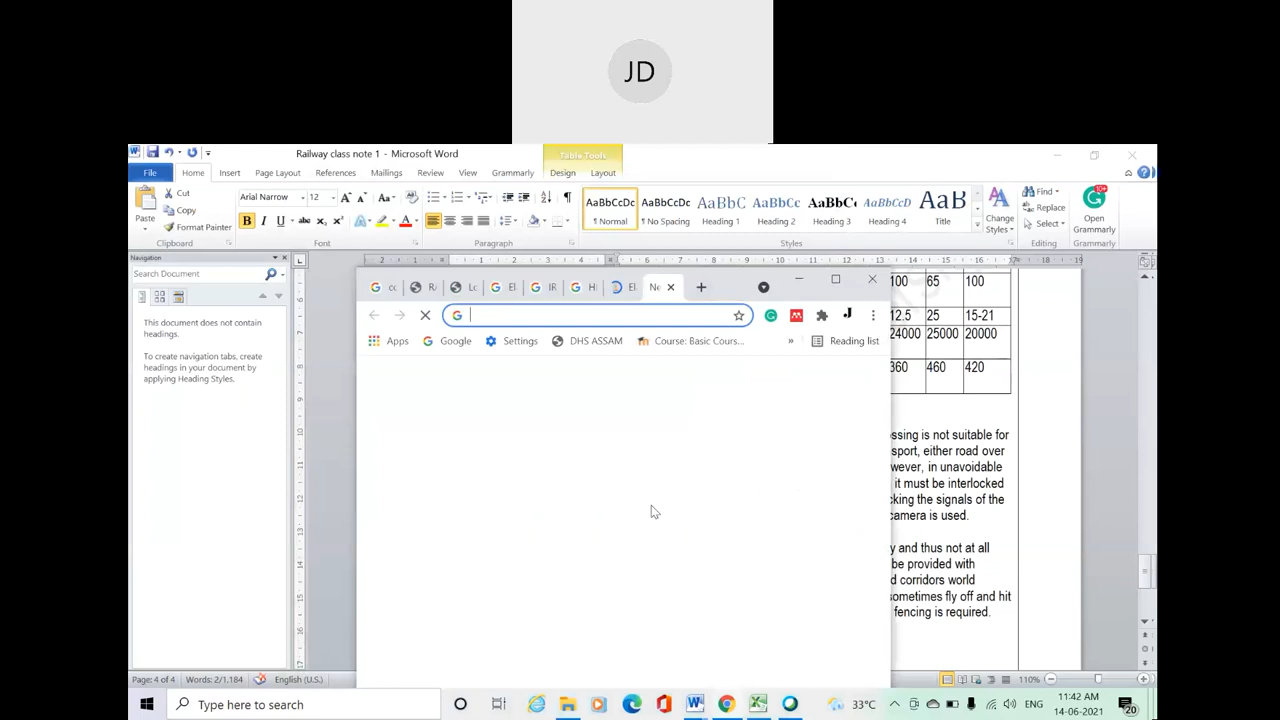 JD
Railway class note 1 - Microsoft Word
Table Tools
File Home Insert Page Layout References Mailings Review View Grammarly Design Layout
Cut
Copy
Format Painter
Paste
Clipboard
Arial Narrow 12
Font
Paragraph
AaBbCcDc AaBbCcDc AaBbC AaBbCc AaBbC AaBbCcD AaB
¶ Normal ¶ No Spacing Heading 1 Heading 2 Heading 3 Heading 4 Title
Styles
Change Styles
Find
Replace
Select
Editing
Open Grammarly
Grammarly
Navigation
Search Document
This document does not contain
headings.
To create navigation tabs, create
headings in your document by
applying Heading Styles.
Apps Google Settings DHS ASSAM Course: Basic Cours... » Reading list
100 65 100
12.5 25 15-21
24000 25000 20000
360 460 420
ossing is not suitable for
sport, either road over
wever, in unavoidable
it must be interlocked
cking the signals of the
camera is used.
y and thus not at all
be provided with
d corridors world
sometimes fly off and hit
fencing is required.
Page: 4 of 4 Words: 2/1,184 English (U.S.) 110%
Type here to search
33°C ENG 11:42 AM
14-06-2021 20